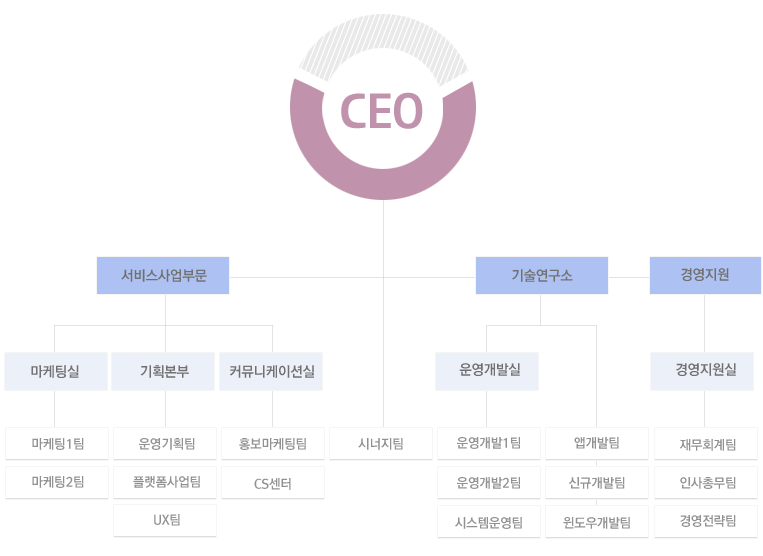 CEO
서비스사업부문
기술연구소
경영지원
마케팅실
기획본부
커뮤니케이션실
운영개발실
경영지원실
마케팅1팀
운영기획팀
홍보마케팅팀
시너지팀
운영개발1팀
앱개발팀
재무회계팀
마케팅2팀
플랫폼사업팀
CS센터
운영개발2팀
신규개발팀
인사총무팀
UX팀
시스템운영팀
윈도우개발팀
경영전략팀